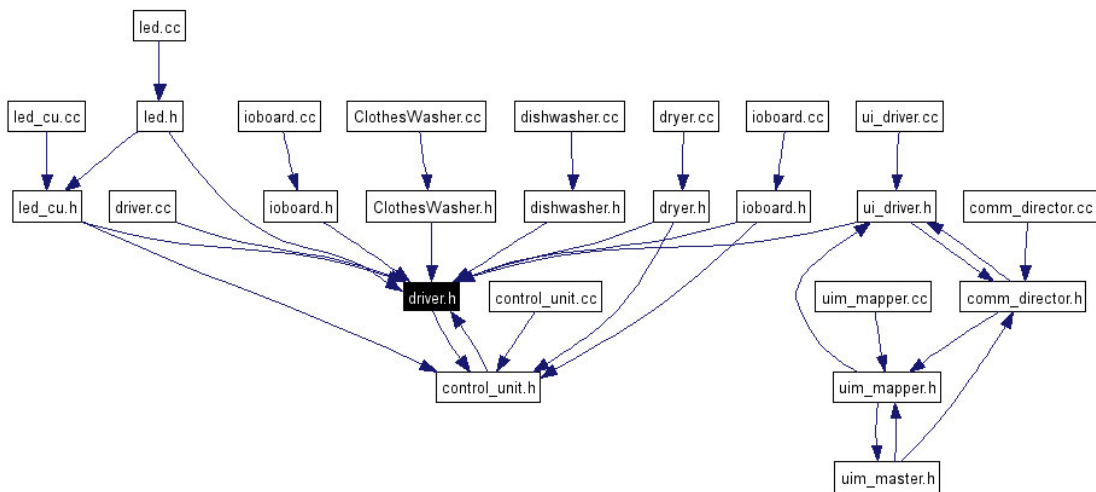 led.cc
led_cu.cc
led.h
ioboard.cc
ClothesWasher.cc
dishwasher.cc
dryer.cc
ioboard.cc
ui_driver.cc
led_cu.h
driver.cc
ioboard.h
ClothesWasher.h
dishwasher.h
dryer.h
ioboard.h
ui_driver.h
comm_director.cc
driver.h
control_unit.cc
uim_mapper.cc
comm_director.h
control_unit.h
uim_mapper.h
uim_master.h